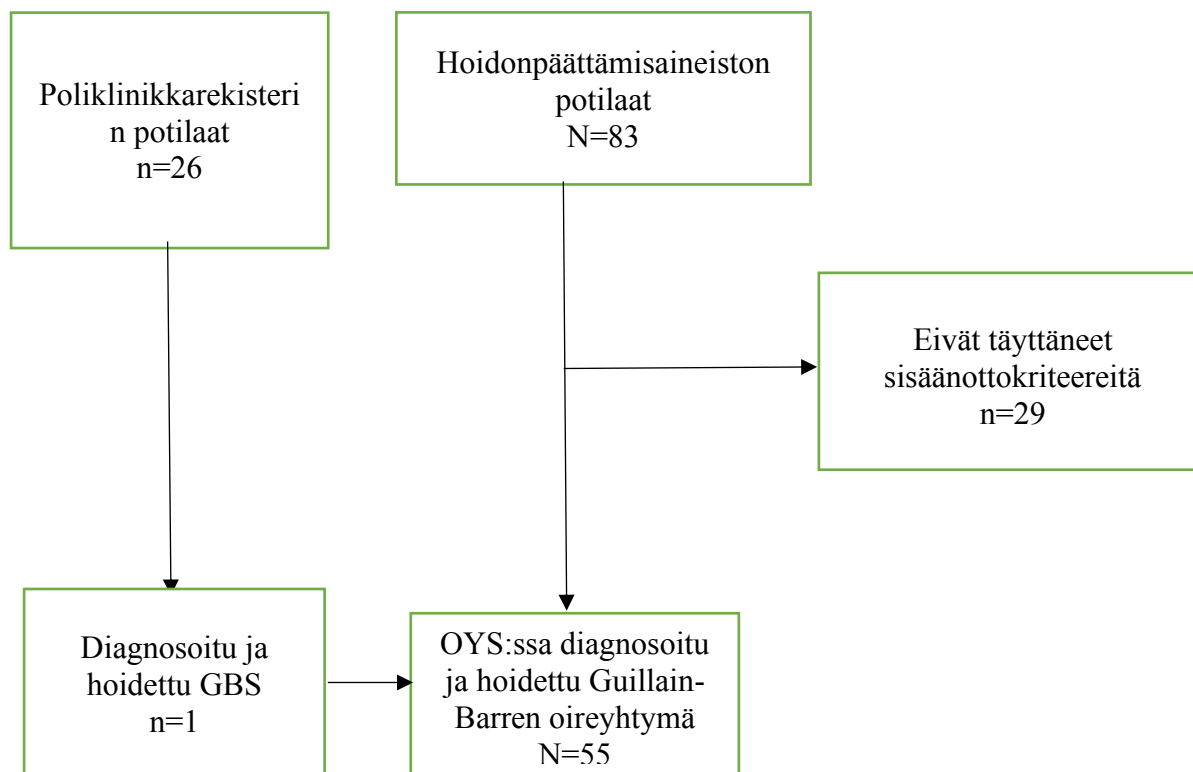 Poliklinikkarekisteri
n potilaat
n=26
Hoidonpäättämisaineiston
potilaat
N=83
Eivät täyttäneet
sisäänottokriteereitä
n=29
Diagnosoitu ja
hoidettu GBS
n=1
OYS:ssa diagnosoitu
ja hoidettu Guillain-
Barren oireyhtymä
N=55